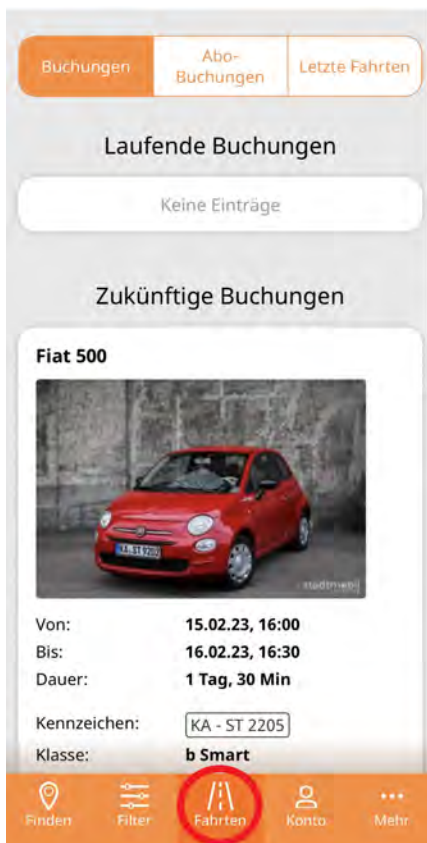 Buchungen
Abo-
Buchungen
Letzte Fahrten
Laufende Buchungen
Keine Einträge
Zukünftige Buchungen
Fiat 500
stadtmobil
Von: 15.02.23, 16:00
Bis: 16.02.23, 16:30
Dauer: 1 Tag, 30 Min
Kennzeichen: KA - ST 2205
Klasse: b Smart
Finden Filter Fahrten Konto Mehr